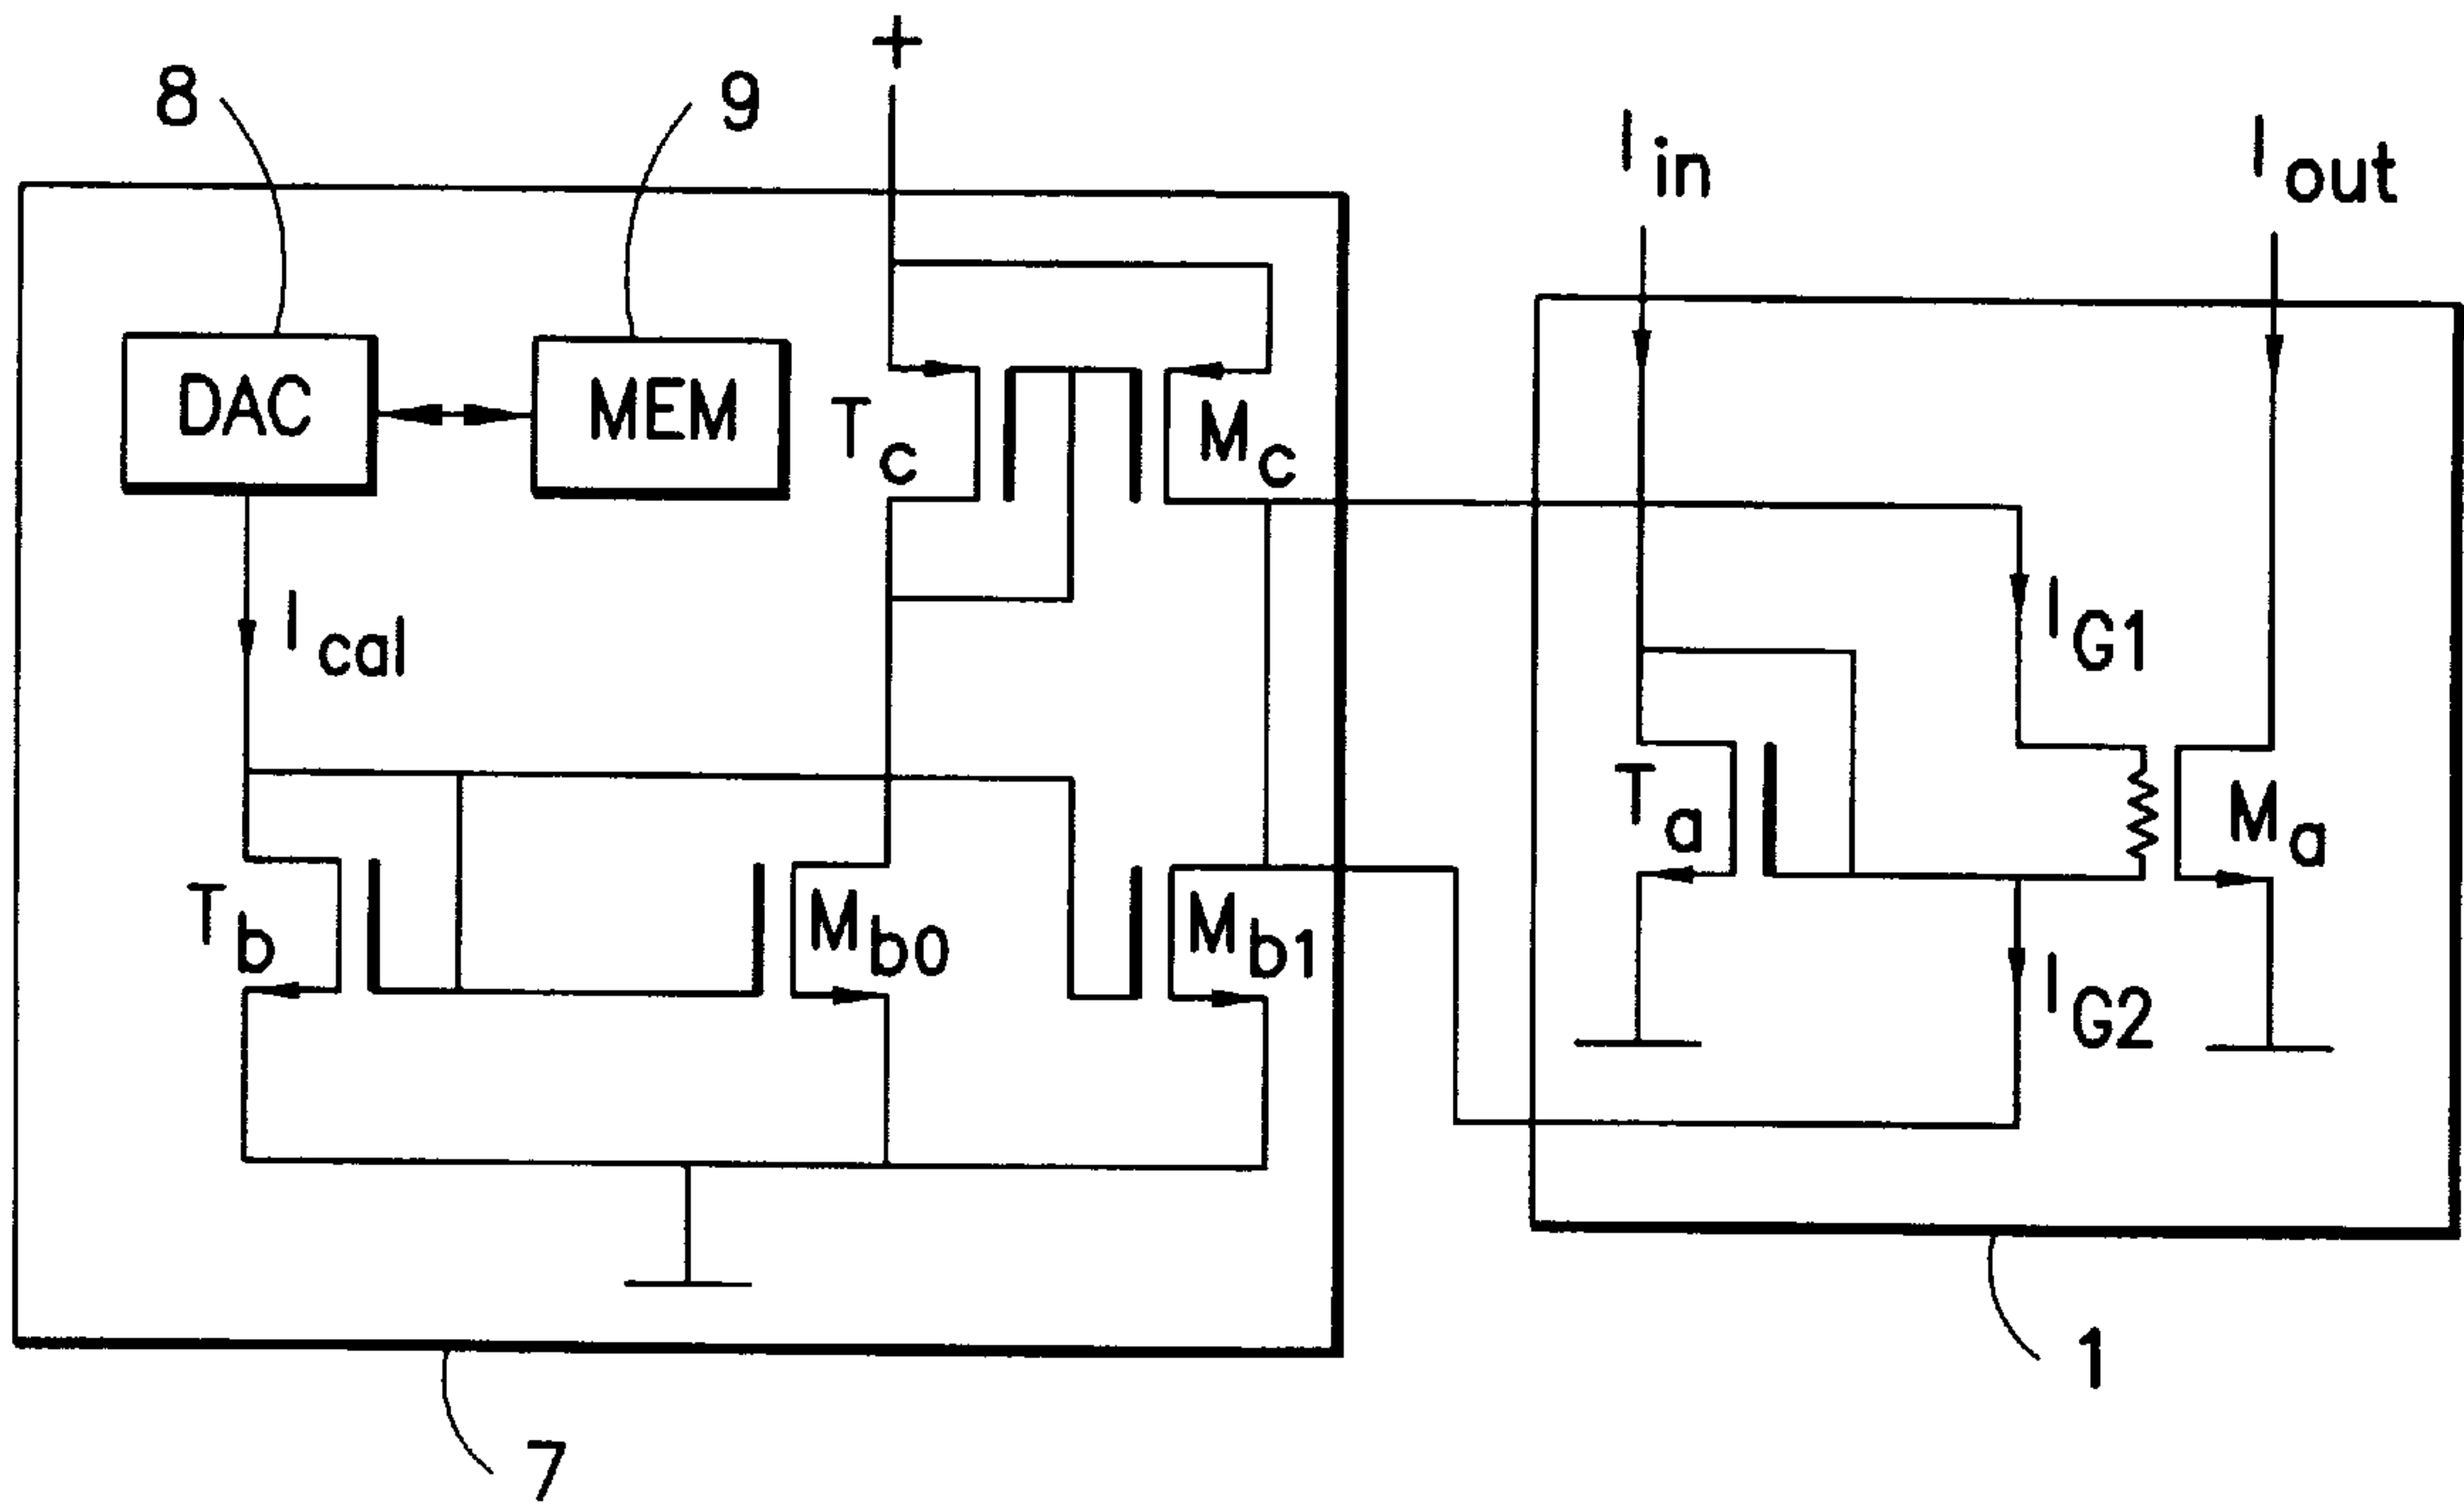 +
8
9
I in
I out
DAC
MEM
T c
M c
I cal
I G1
T a
M a
T b
M b0
M b1
I G2
1
7